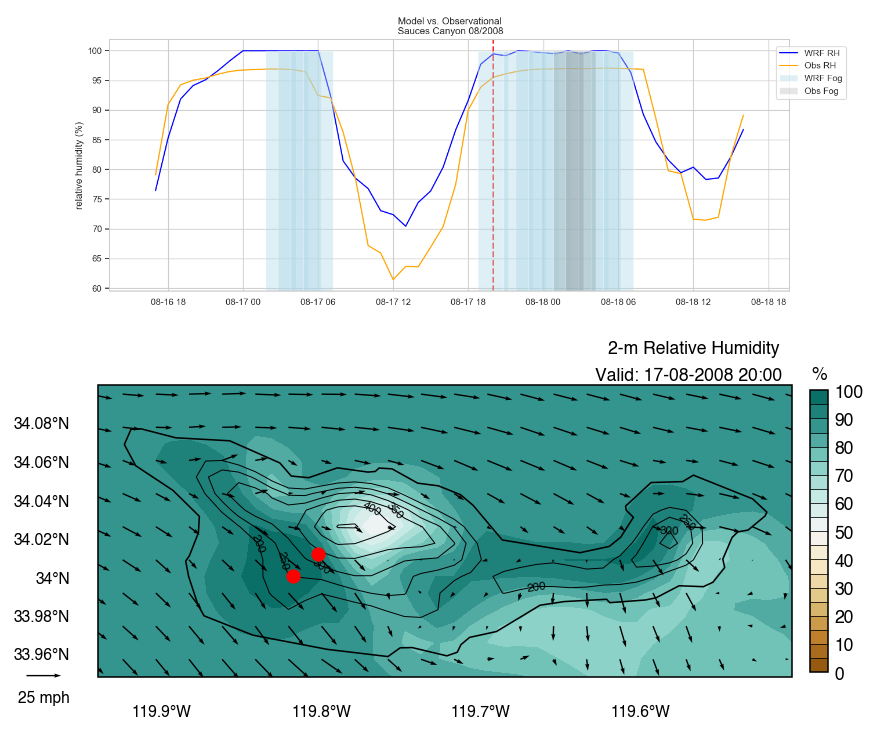 Model vs. Observational
Sauces Canyon 08/2008
relative humidity (%)
100
95
90
85
80
75
70
65
60
08-16 18
08-17 00
08-17 06
08-17 12
08-17 18
08-18 00
08-18 06
08-18 12
08-18 18
WRF RH
Obs RH
WRF Fog
Obs Fog
2-m Relative Humidity
Valid: 17-08-2008 20:00
%
34.08°N
34.06°N
34.04°N
34.02°N
34°N
33.98°N
33.96°N
25 mph
119.9°W
119.8°W
119.7°W
119.6°W
400
300
200
200
100
90
80
70
60
50
40
30
20
10
0